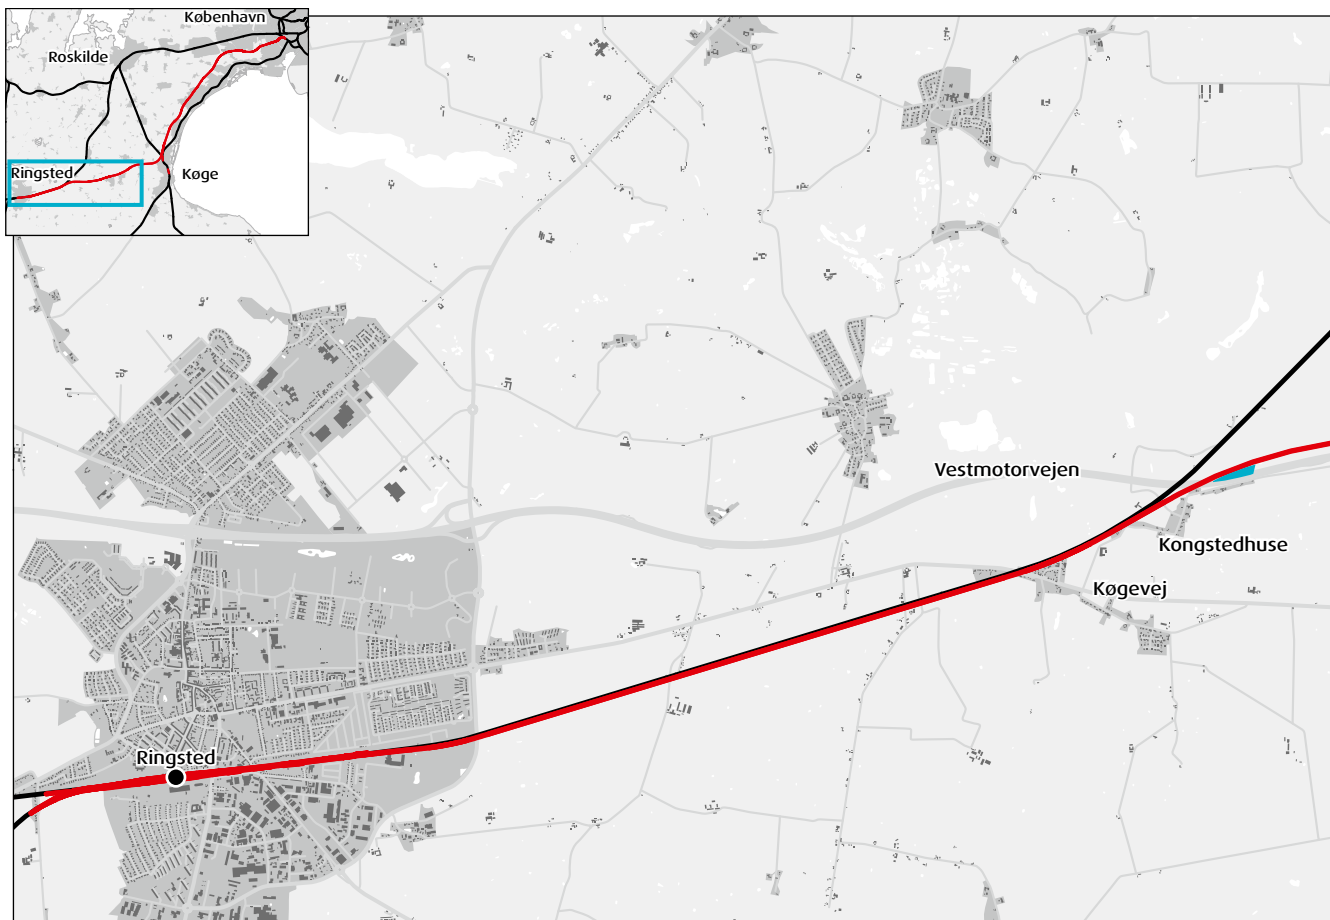 København
Roskilde
Ringsted
Køge
Vestmotorvejen
Kongstedhuse
Køgevej
Ringsted